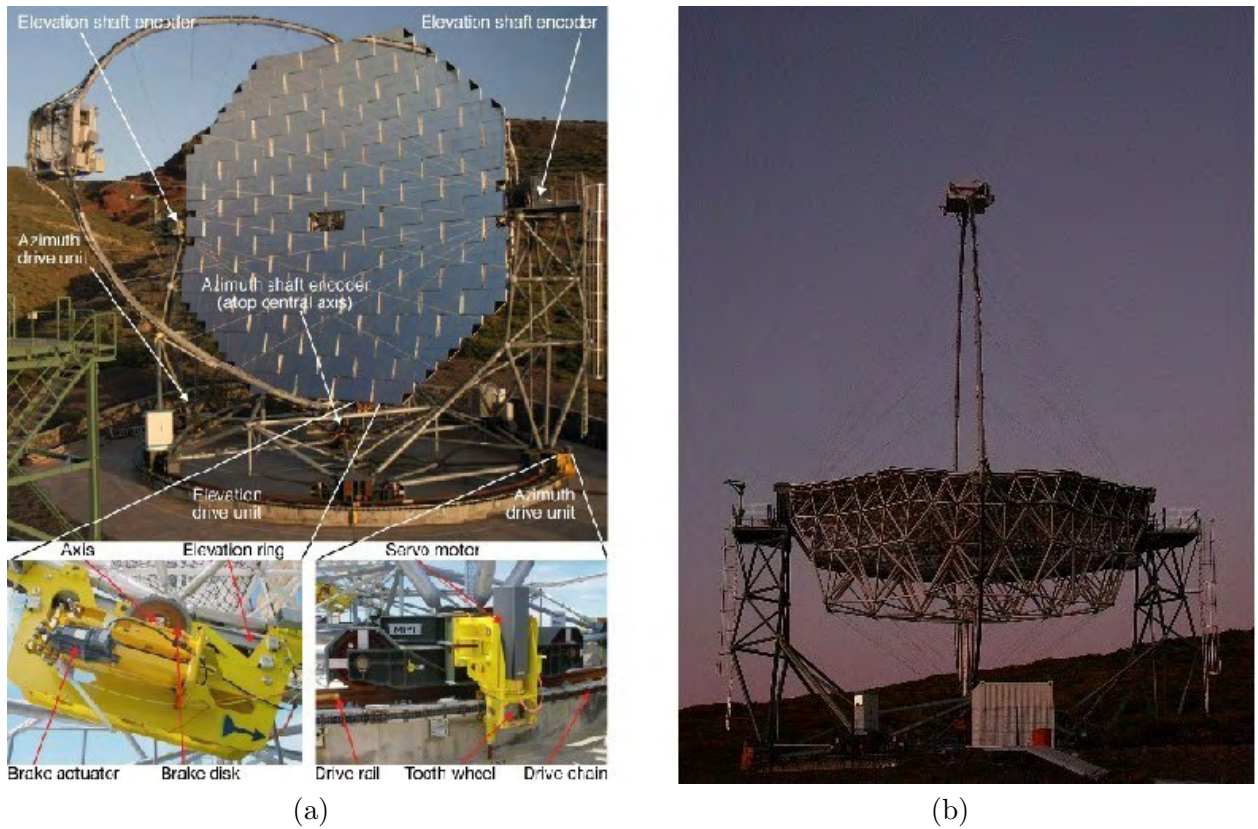 Elevation shaft encoder
Elevation shaft encoder
Azimuth
drive unit
Azimuth shaft encoder
(atop central axis)
Elevation
drive unit
Azimuth
drive unit
Axis
Elevation ring
Servo motor
MPI
Brake actuator
Brake disk
Drive rail
Tooth wheel
Drive chain
(a)
(b)